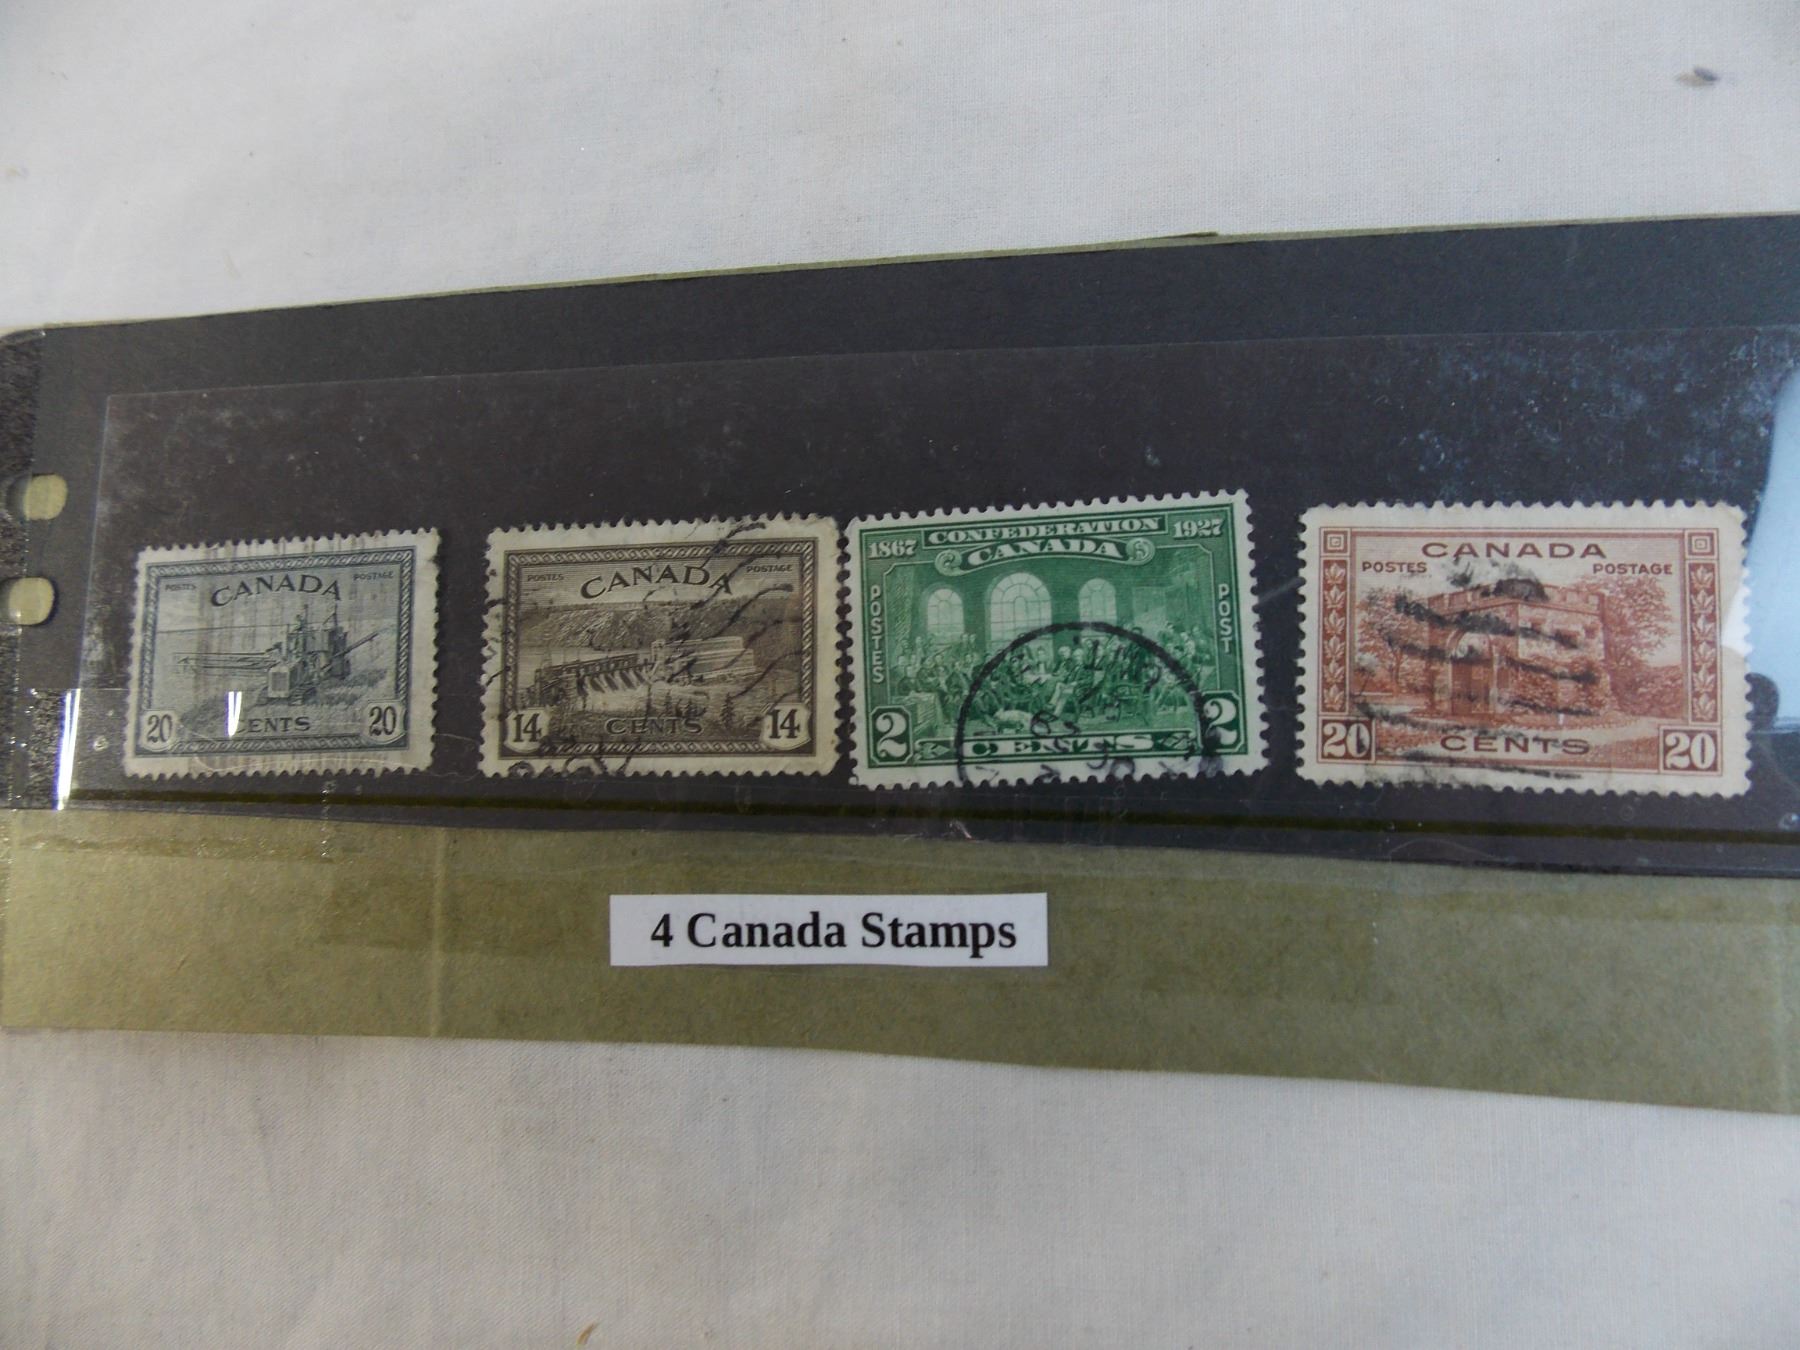 POSTES POSTAGE
CANADA
20 CENTS 20
POSTES POSTAGE
CANADA
14 CENTS 14
1867 CONFEDERATION 1927
CANADA
POSTES POST
2 CENTS 2
CANADA
POSTES POSTAGE
20 CENTS 20
4 Canada Stamps